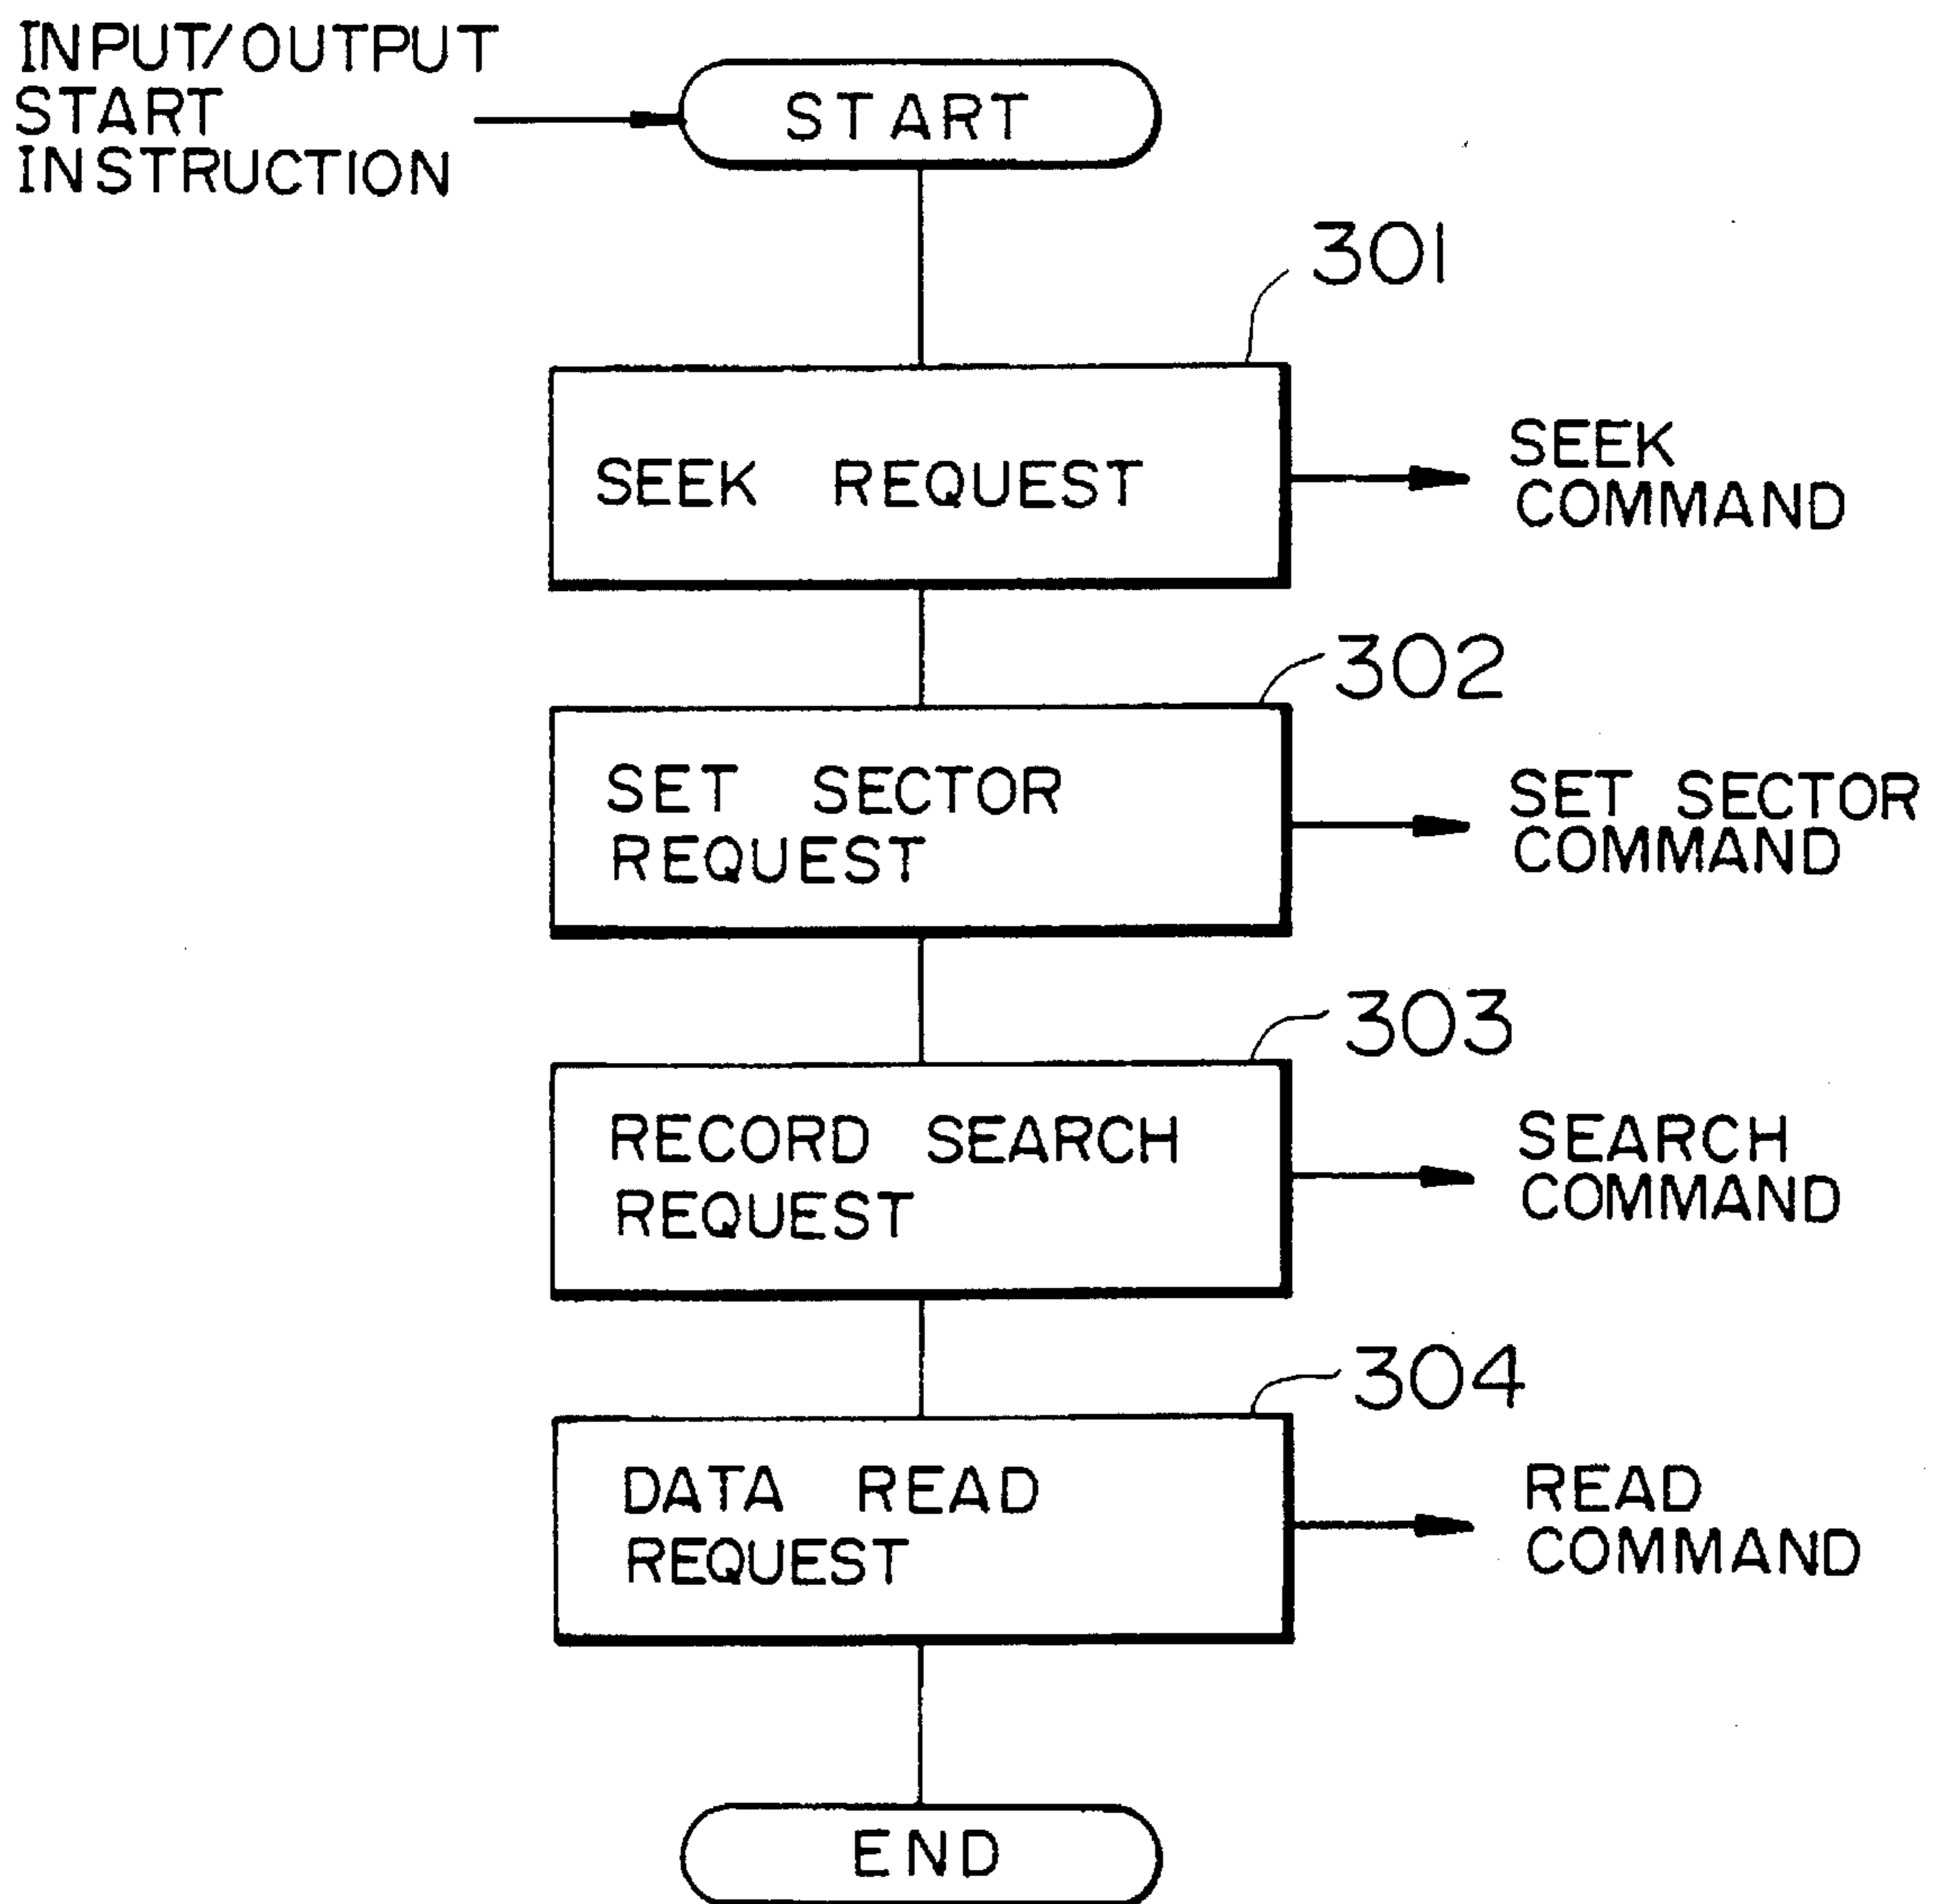 INPUT/OUTPUT
START
INSTRUCTION
START
301
SEEK REQUEST
SEEK
COMMAND
302
SET SECTOR
REQUEST
SET SECTOR
COMMAND
303
RECORD SEARCH
REQUEST
SEARCH
COMMAND
304
DATA READ
REQUEST
READ
COMMAND
END